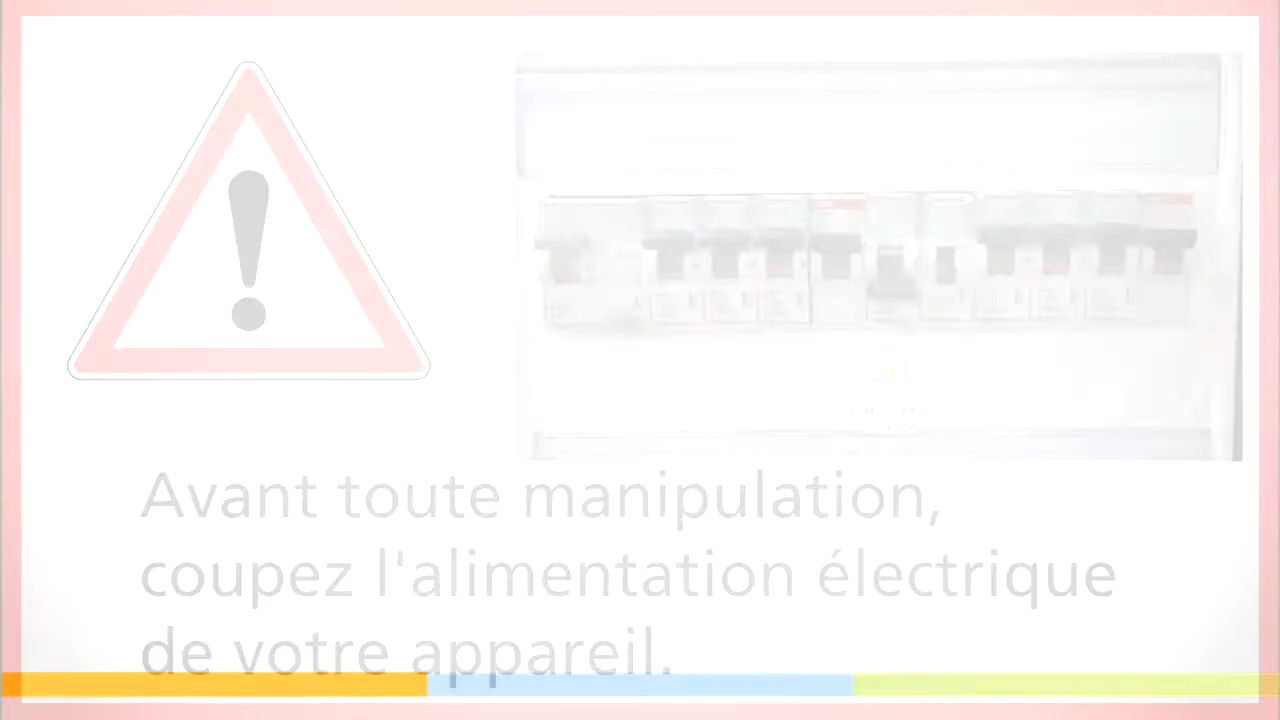 Avant toute manipulation,
coupez l'alimentation électrique
de votre appareil.